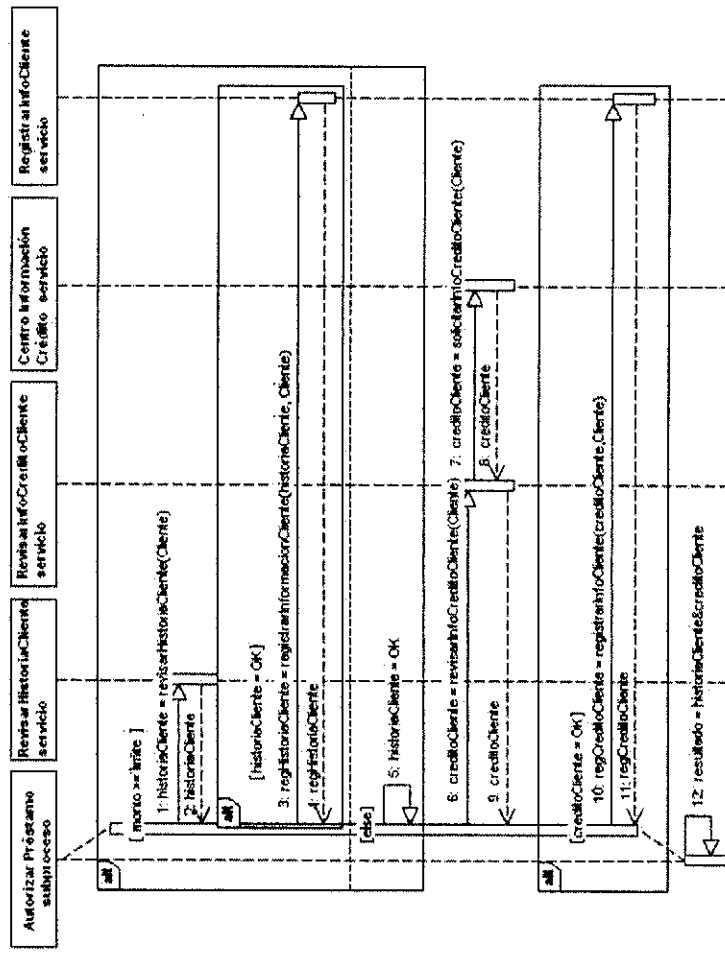 Autorizar Préstamo
subproceso
RevisarHistoriaCliente
servicio
RevisarInfoCreditoCliente
servicio
Centro Información
Crédito servicio
RegistrarInfoCliente
servicio
alt
[monto >= limite ]
1: historiaCliente = revisarHistoriaCliente(Cliente)
2: historiaCliente
alt
[historiaCliente = OK]
3: regHistoriaCliente = registrarInformacionCliente(historiaCliente, Cliente)
4: regHistoriaCliente
[else]
5: historiaCliente = OK
6: creditoCliente = revisarInfoCreditoCliente(Cliente)
7: creditoCliente = solicitarInfoCreditoCliente(Cliente)
8: creditoCliente
9: creditoCliente
alt
[creditoCliente = OK]
10: regCreditoCliente = registrarInfoCliente(creditoCliente,Cliente)
11: regCreditoCliente
12: resultado = historiaCliente&creditoCliente